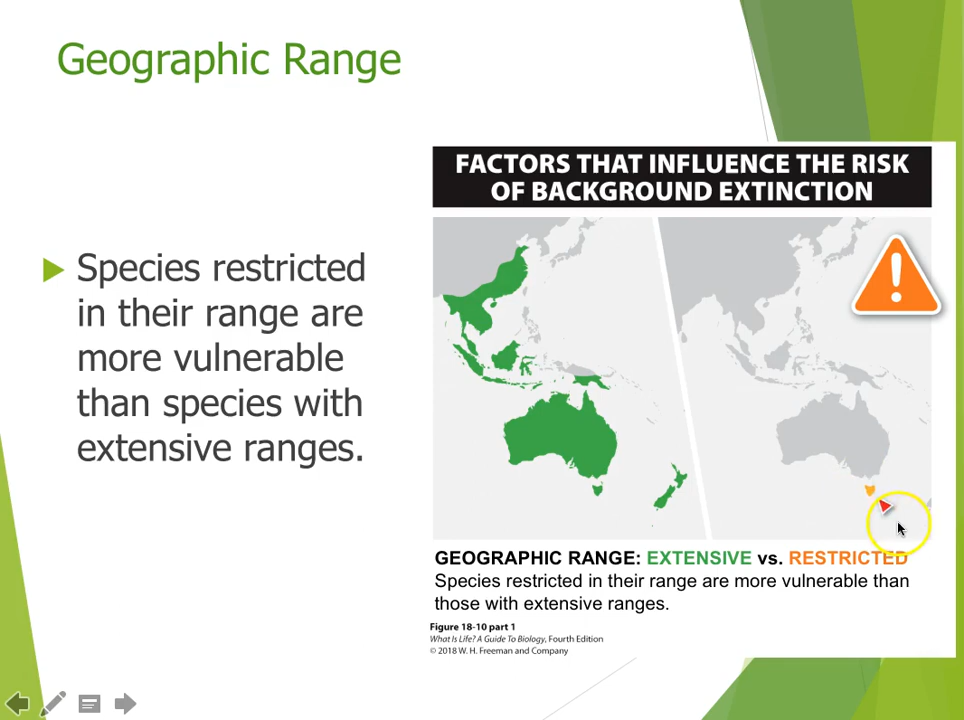 Geographic Range
Species restricted
in their range are
more vulnerable
than species with
extensive ranges.
FACTORS THAT INFLUENCE THE RISK
OF BACKGROUND EXTINCTION
!
GEOGRAPHIC RANGE: EXTENSIVE vs. RESTRICTED
Species restricted in their range are more vulnerable than
those with extensive ranges.
Figure 18-10 part 1
What Is Life? A Guide To Biology, Fourth Edition
© 2018 W. H. Freeman and Company